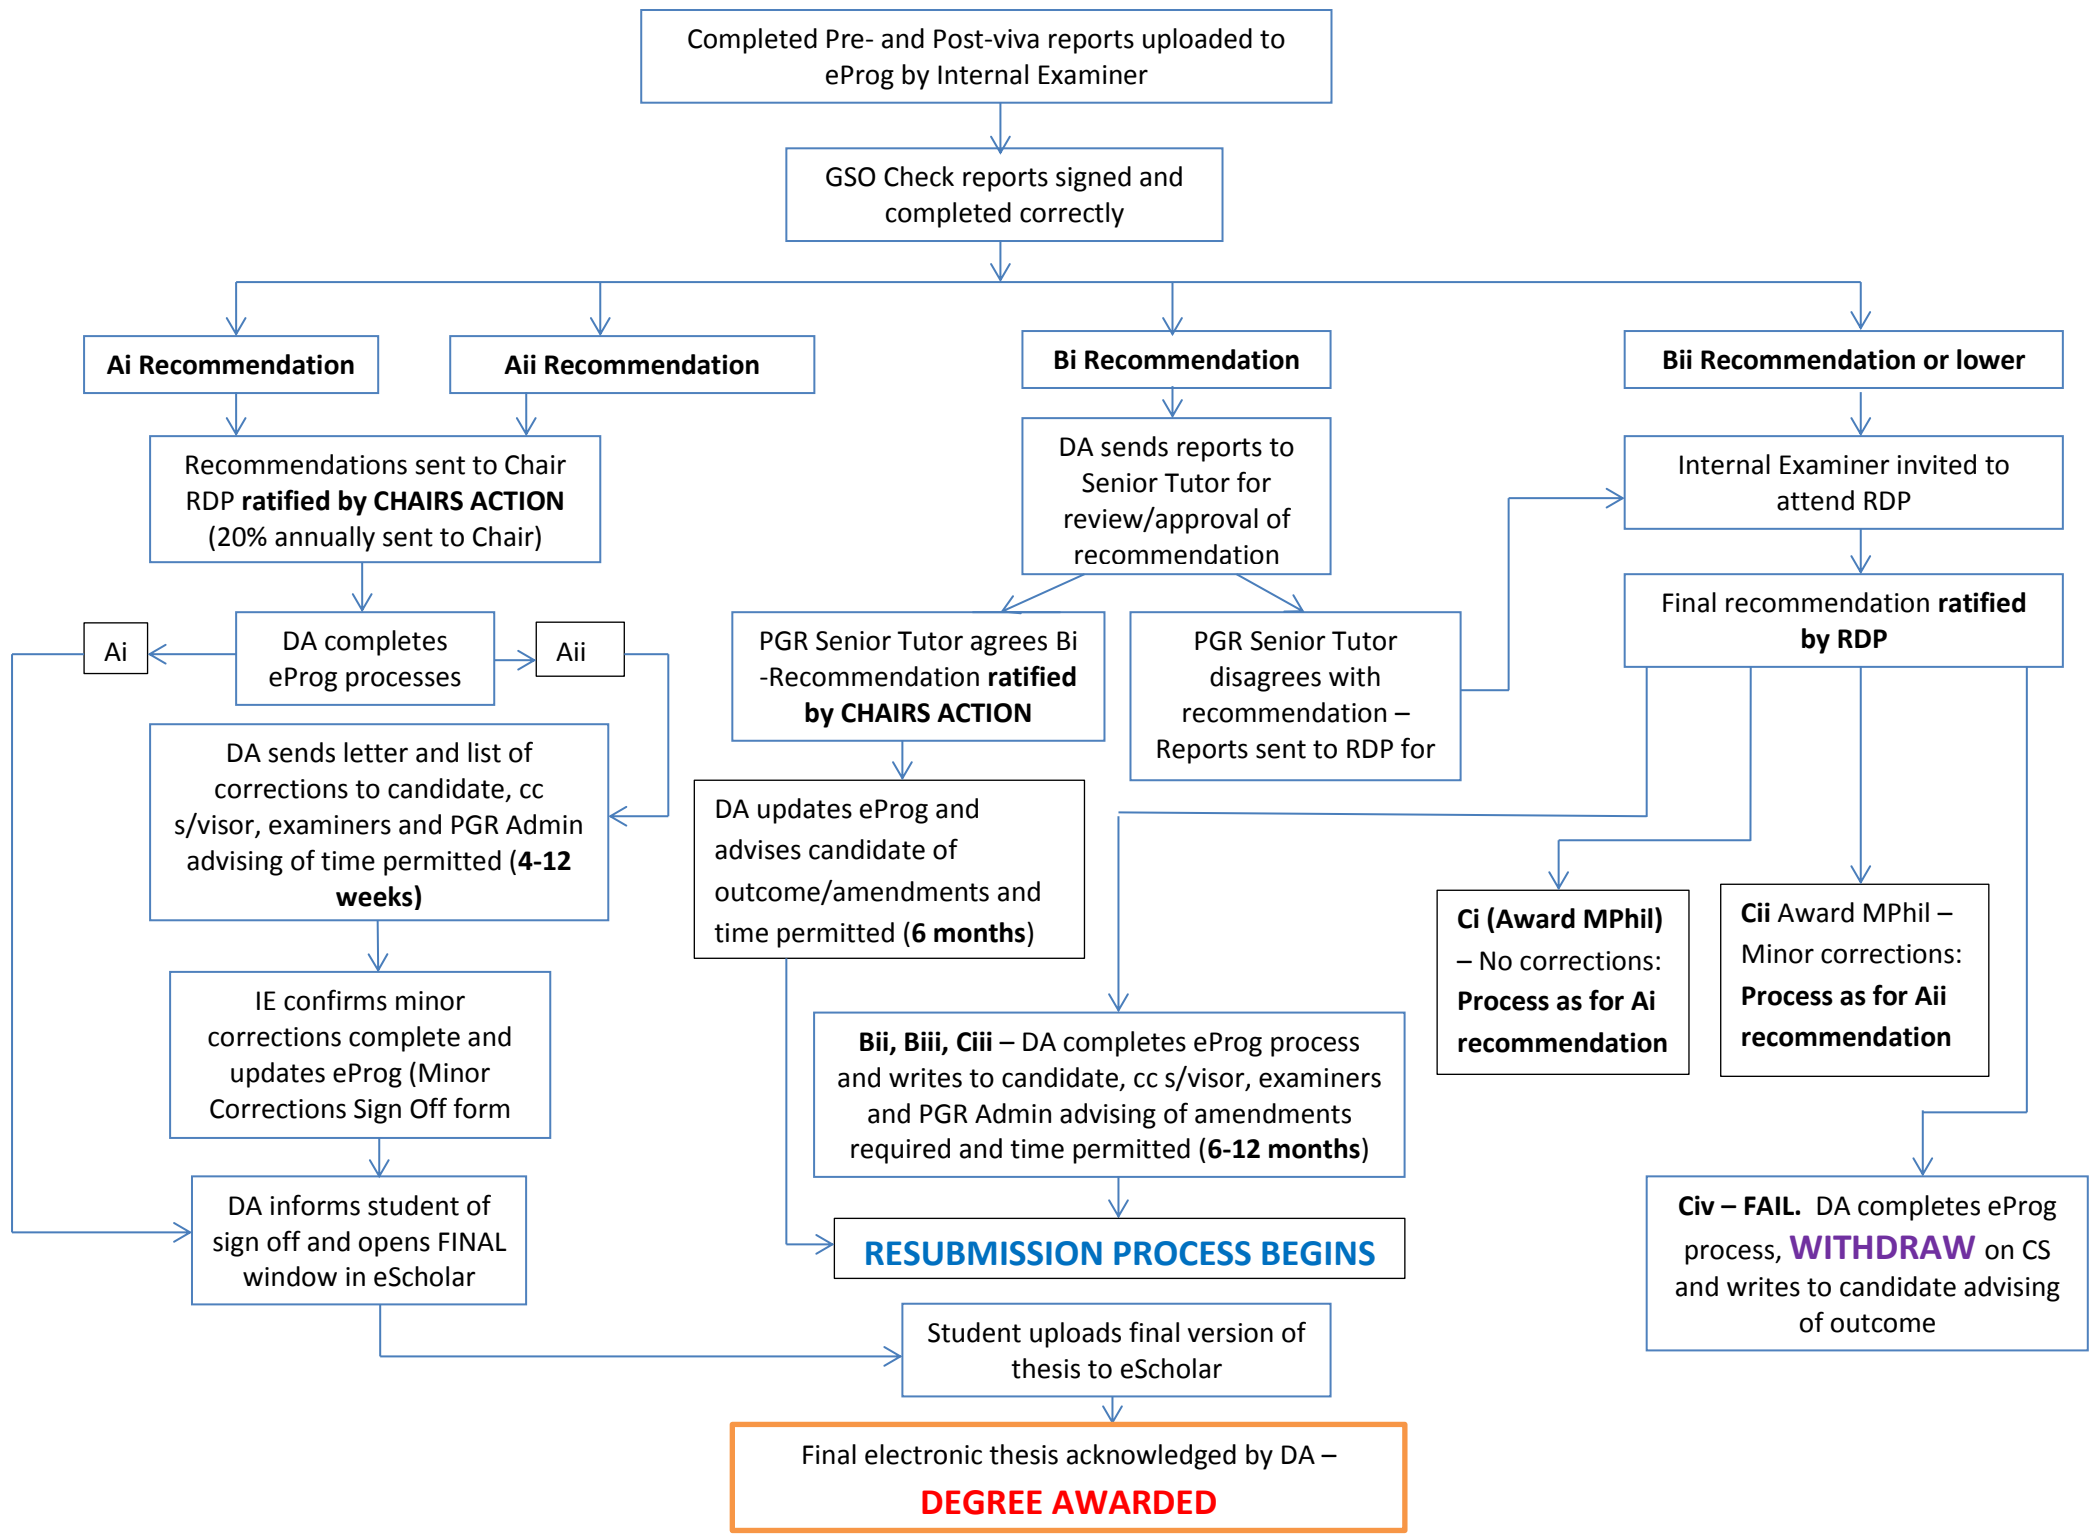 Completed Pre- and Post-viva reports uploaded to
eProg by Internal Examiner
GSO Check reports signed and
completed correctly
Ai Recommendation
Aii Recommendation
Bi Recommendation
Bii Recommendation or lower
Recommendations sent to Chair
RDP ratified by CHAIRS ACTION
(20% annually sent to Chair)
DA sends reports to
Senior Tutor for
review/approval of
recommendation
Internal Examiner invited to
attend RDP
Final recommendation ratified
by RDP
Ai
DA completes
eProg processes
Aii
PGR Senior Tutor agrees Bi
-Recommendation ratified
by CHAIRS ACTION
PGR Senior Tutor
disagrees with
recommendation –
Reports sent to RDP for
DA sends letter and list of
corrections to candidate, cc
s/visor, examiners and PGR Admin
advising of time permitted (4-12
weeks)
DA updates eProg and
advises candidate of
outcome/amendments and
time permitted (6 months)
Ci (Award MPhil)
– No corrections:
Process as for Ai
recommendation
Cii Award MPhil –
Minor corrections:
Process as for Aii
recommendation
IE confirms minor
corrections complete and
updates eProg (Minor
Corrections Sign Off form
Bii, Biii, Ciii – DA completes eProg process
and writes to candidate, cc s/visor, examiners
and PGR Admin advising of amendments
required and time permitted (6-12 months)
DA informs student of
sign off and opens FINAL
window in eScholar
RESUBMISSION PROCESS BEGINS
Civ – FAIL. DA completes eProg
process, WITHDRAW on CS
and writes to candidate advising
of outcome
Student uploads final version of
thesis to eScholar
Final electronic thesis acknowledged by DA –
DEGREE AWARDED